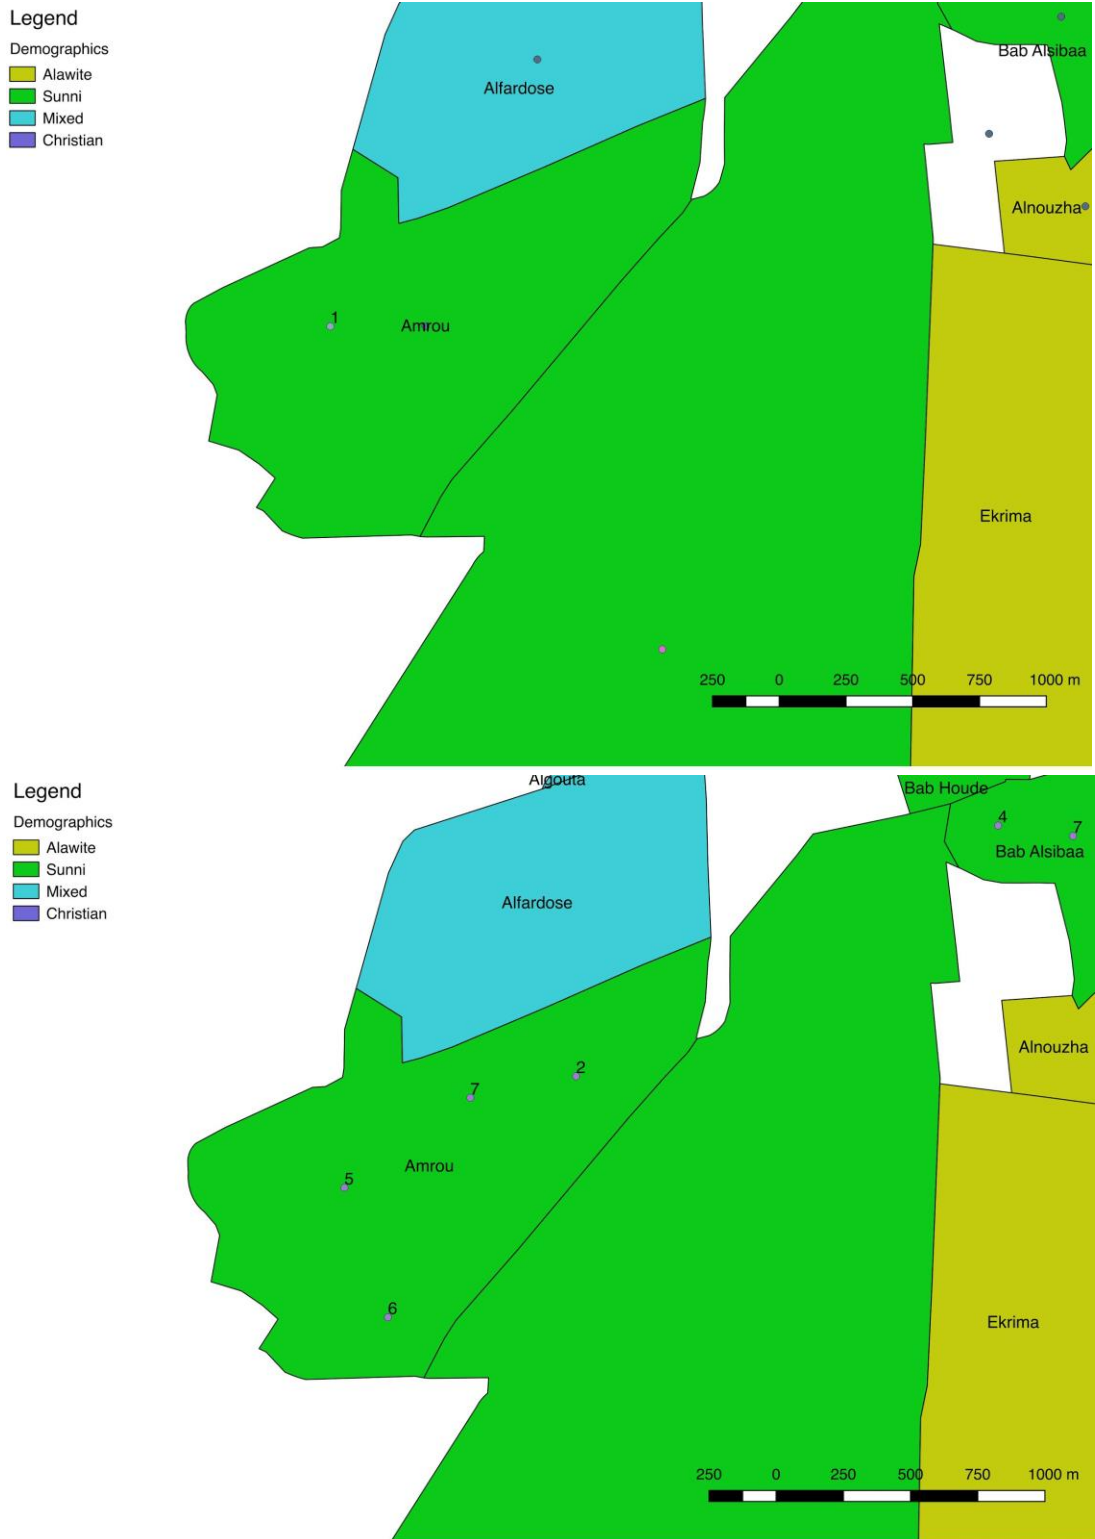 Legend
Demographics
Alawite
Sunni
Mixed
Christian
Bab Alsibaa
Alfardose
Alnouzha
1
Amrou
Ekrima
250 0 250 500 750 1000 m
Legend
Demographics
Alawite
Sunni
Mixed
Christian
Algouta
Bab Houde
4
7
Bab Alsibaa
Alfardose
Alnouzha
2
7
Amrou
5
6
Ekrima
250 0 250 500 750 1000 m